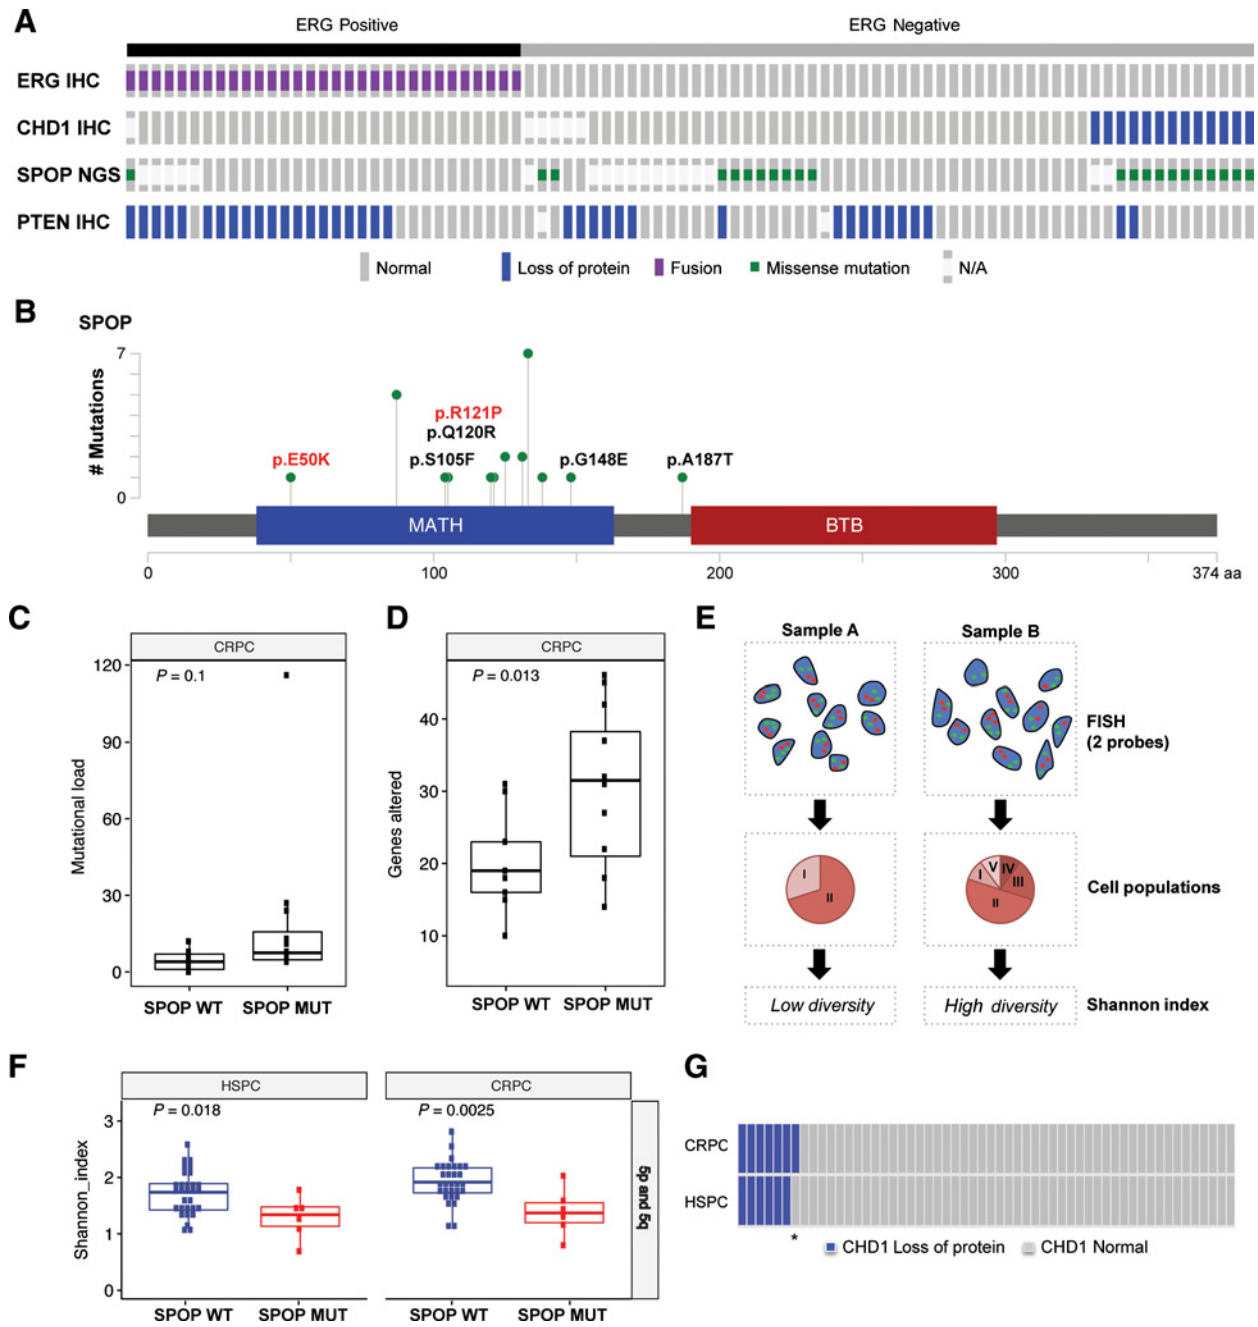 A
ERG Positive
ERG Negative
ERG IHC
CHD1 IHC
SPOP NGS
PTEN IHC
Normal
Loss of protein
Fusion
Missense mutation
N/A
B
SPOP
# Mutations
7
0
p.R121P
p.Q120R
p.E50K
p.S105F
p.G148E
p.A187T
MATH
BTB
0
100
200
300
374 aa
C
CRPC
P = 0.1
Mutational load
120
90
60
30
0
SPOP WT
SPOP MUT
D
CRPC
P = 0.013
Genes altered
40
30
20
10
SPOP WT
SPOP MUT
E
Sample A
Sample B
FISH
(2 probes)
I
II
I
V
IV
III
II
Cell populations
Low diversity
High diversity
Shannon index
F
HSPC
CRPC
P = 0.018
P = 0.0025
Shannon_index
3
2
1
0
5p and 5q
SPOP WT
SPOP MUT
SPOP WT
SPOP MUT
G
CRPC
HSPC
*
CHD1 Loss of protein
CHD1 Normal